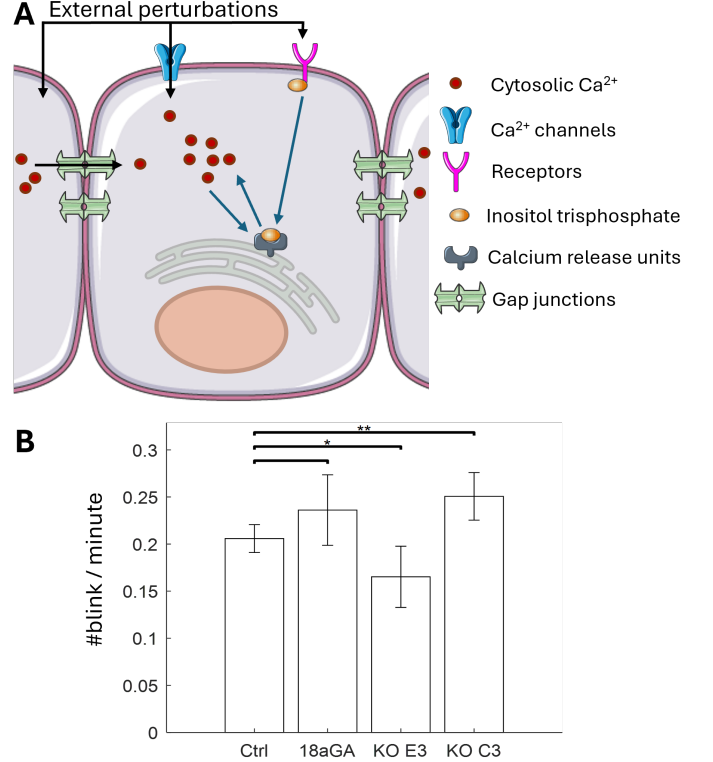 A
External perturbations
Cytosolic Ca²⁺
Ca²⁺ channels
Receptors
Inositol trisphosphate
Calcium release units
Gap junctions
B
**
*
0.3
0.25
0.2
0.15
0.1
0.05
0
#blink / minute
Ctrl 18aGA KO E3 KO C3